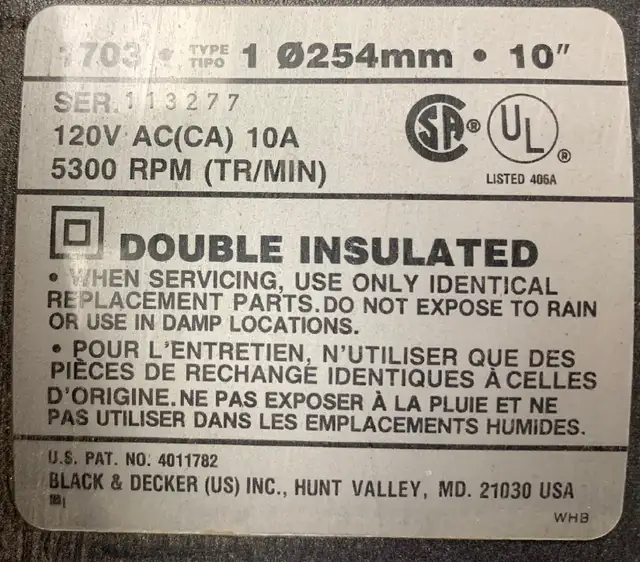 1703 • TYPE TIPO 1 Ø254mm • 10"
SER. 113277
120V AC(CA) 10A
5300 RPM (TR/MIN)
SA ® UL ®
LISTED 406A
DOUBLE INSULATED
• WHEN SERVICING, USE ONLY IDENTICAL
REPLACEMENT PARTS. DO NOT EXPOSE TO RAIN
OR USE IN DAMP LOCATIONS.
• POUR L'ENTRETIEN, N'UTILISER QUE DES
PIÈCES DE RECHANGE IDENTIQUES À CELLES
D'ORIGINE. NE PAS EXPOSER À LA PLUIE ET NE
PAS UTILISER DANS LES EMPLACEMENTS HUMIDES.
U.S. PAT. NO. 4011782
BLACK & DECKER (US) INC., HUNT VALLEY, MD. 21030 USA
WHB